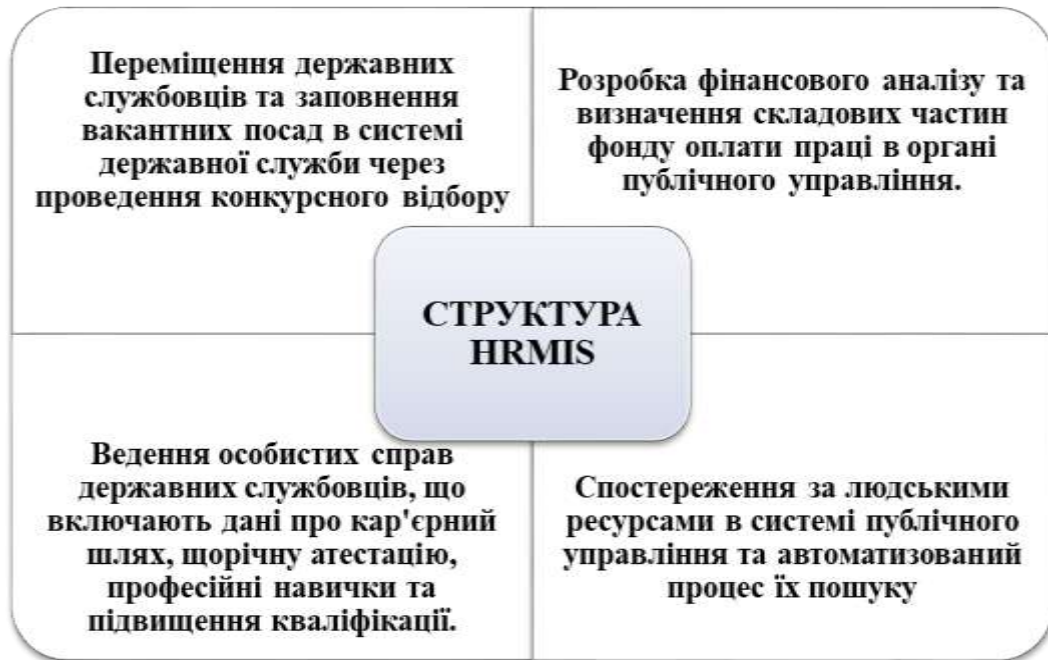 Переміщення державних
службовців та заповнення
вакантних посад в системі
державної служби через
проведення конкурсного відбору
Розробка фінансового аналізу та
визначення складових частин
фонду оплати праці в органі
публічного управління.
СТРУКТУРА
HRMIS
Ведення особистих справ
державних службовців, що
включають дані про кар'єрний
шлях, щорічну атестацію,
професійні навички та
підвищення кваліфікації.
Спостереження за людськими
ресурсами в системі публічного
управління та автоматизований
процес їх пошуку